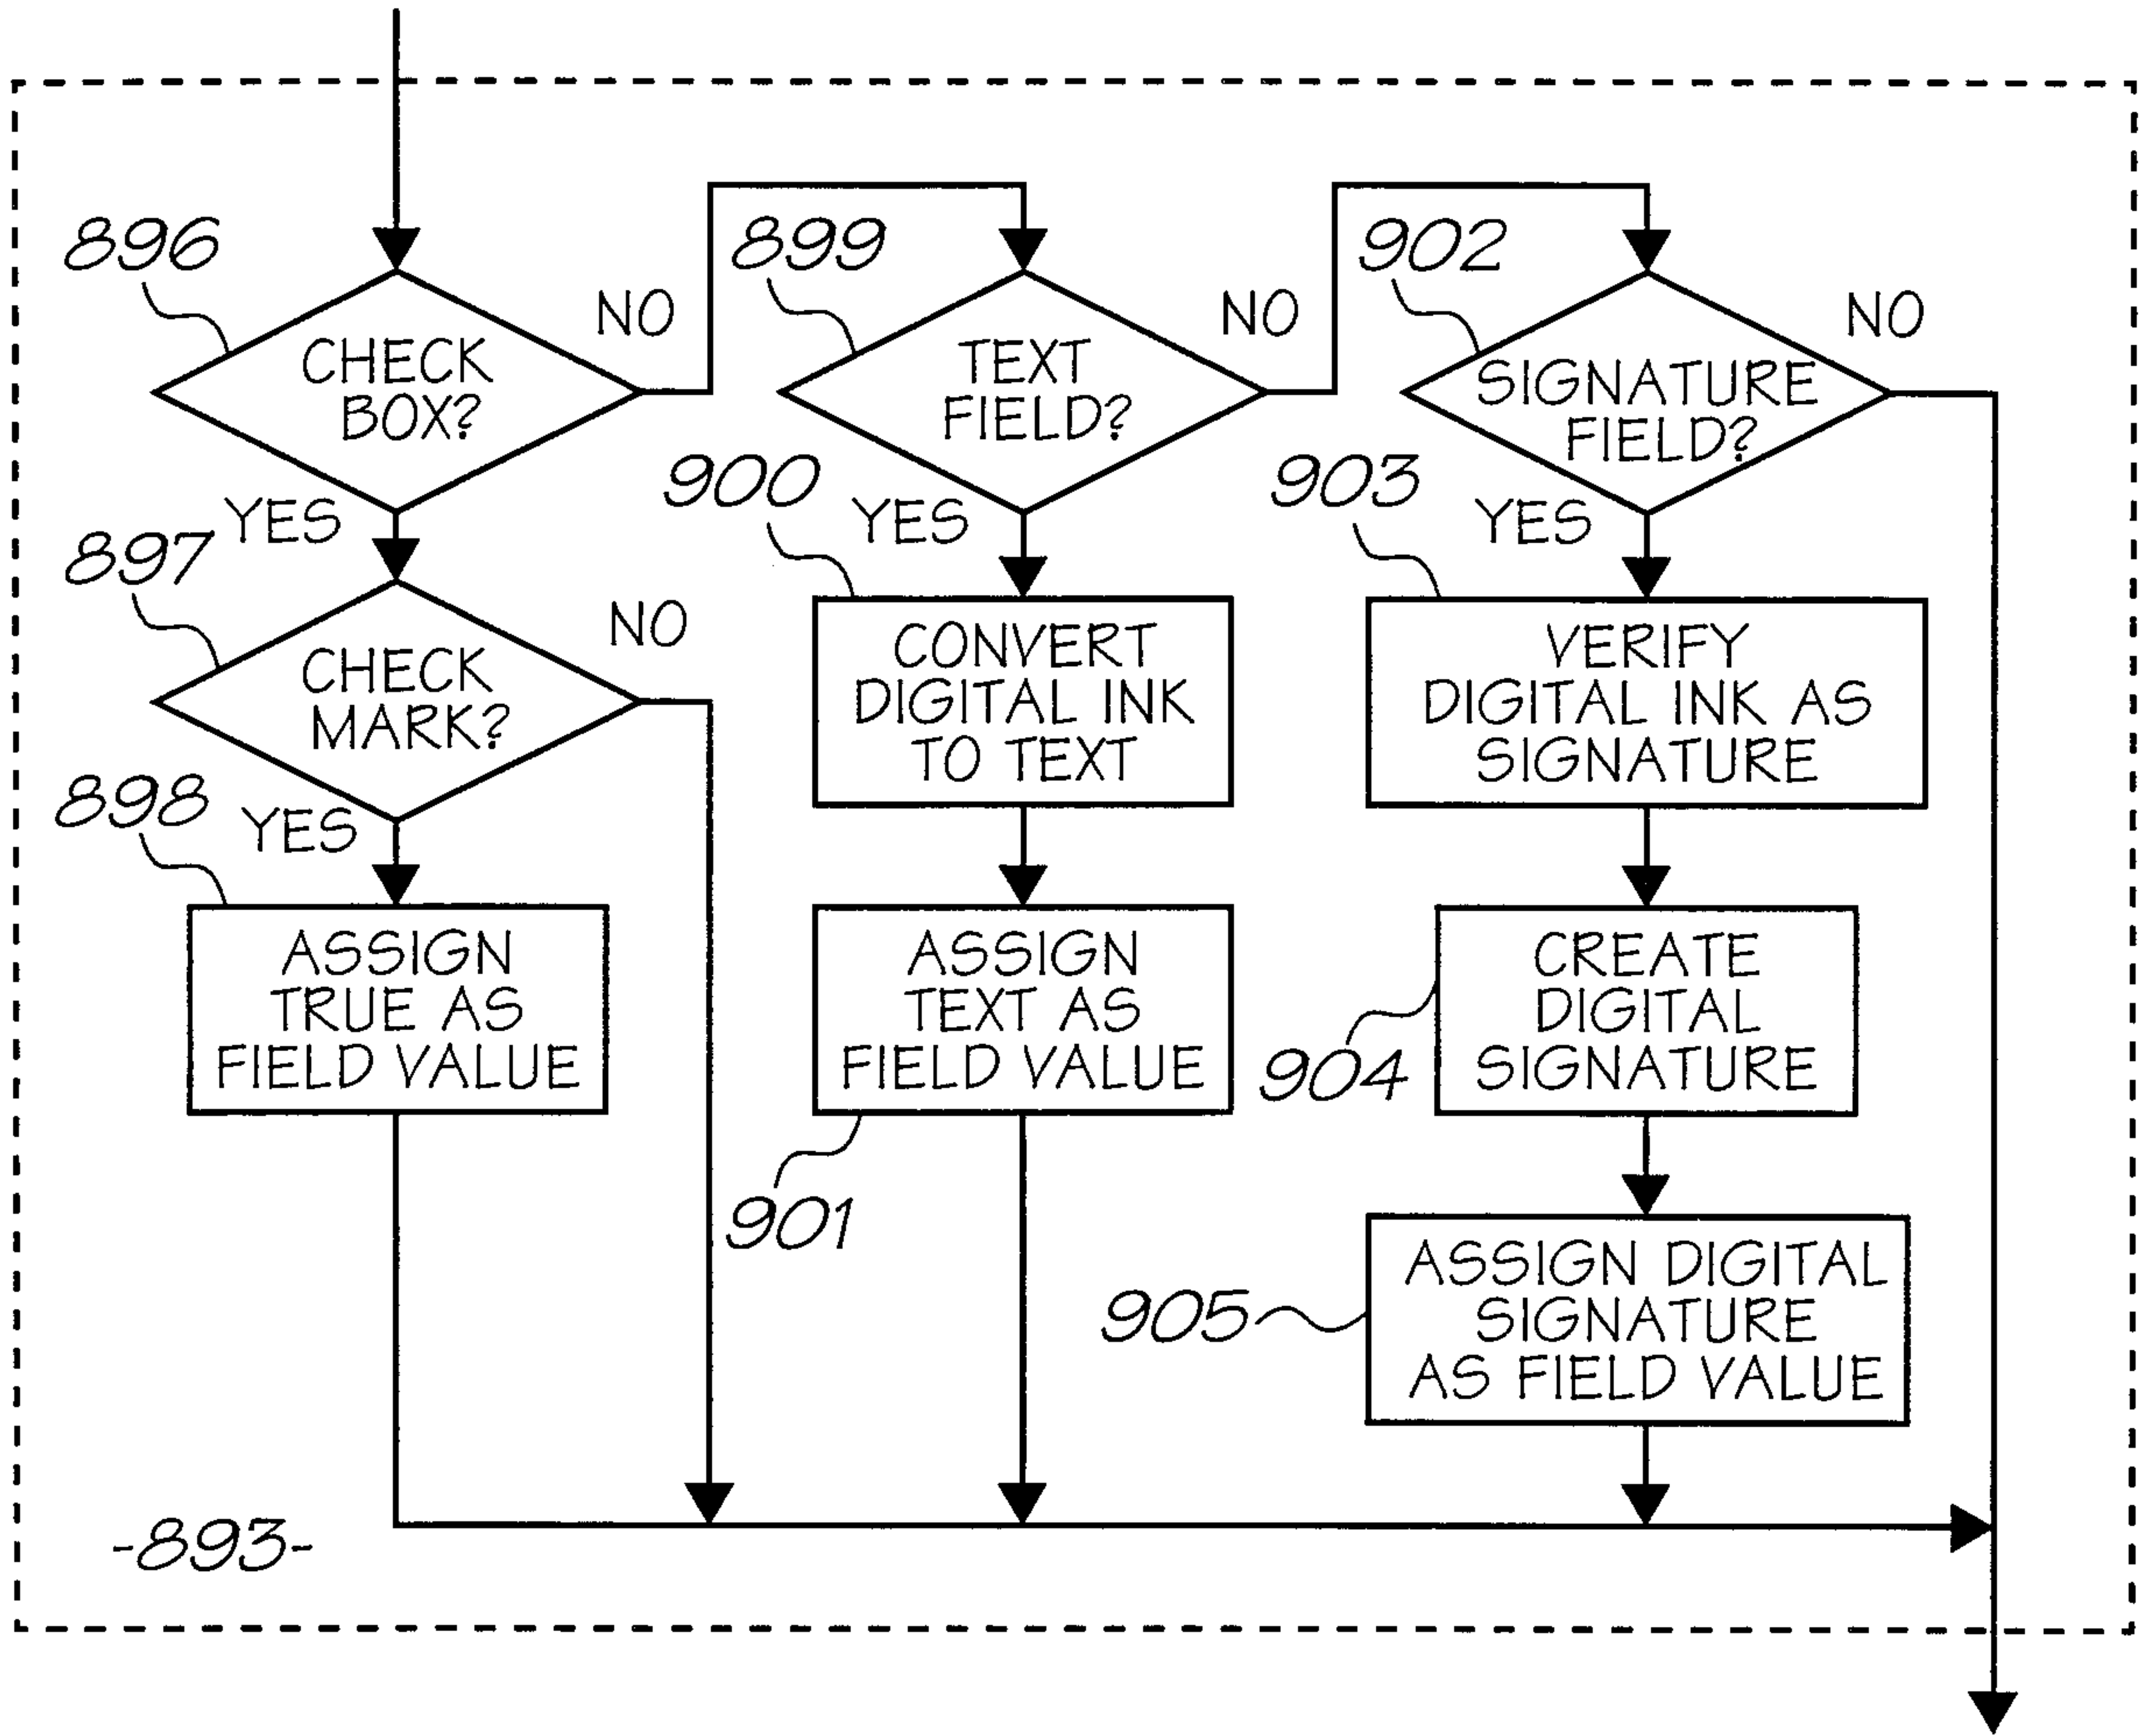 896
CHECK
BOX?
NO
YES
897
CHECK
MARK?
NO
YES
898
ASSIGN
TRUE AS
FIELD VALUE
899
TEXT
FIELD?
NO
YES
900
CONVERT
DIGITAL INK
TO TEXT
ASSIGN
TEXT AS
FIELD VALUE
901
902
SIGNATURE
FIELD?
NO
YES
903
VERIFY
DIGITAL INK AS
SIGNATURE
CREATE
DIGITAL
SIGNATURE
904
905
ASSIGN DIGITAL
SIGNATURE
AS FIELD VALUE
-893-